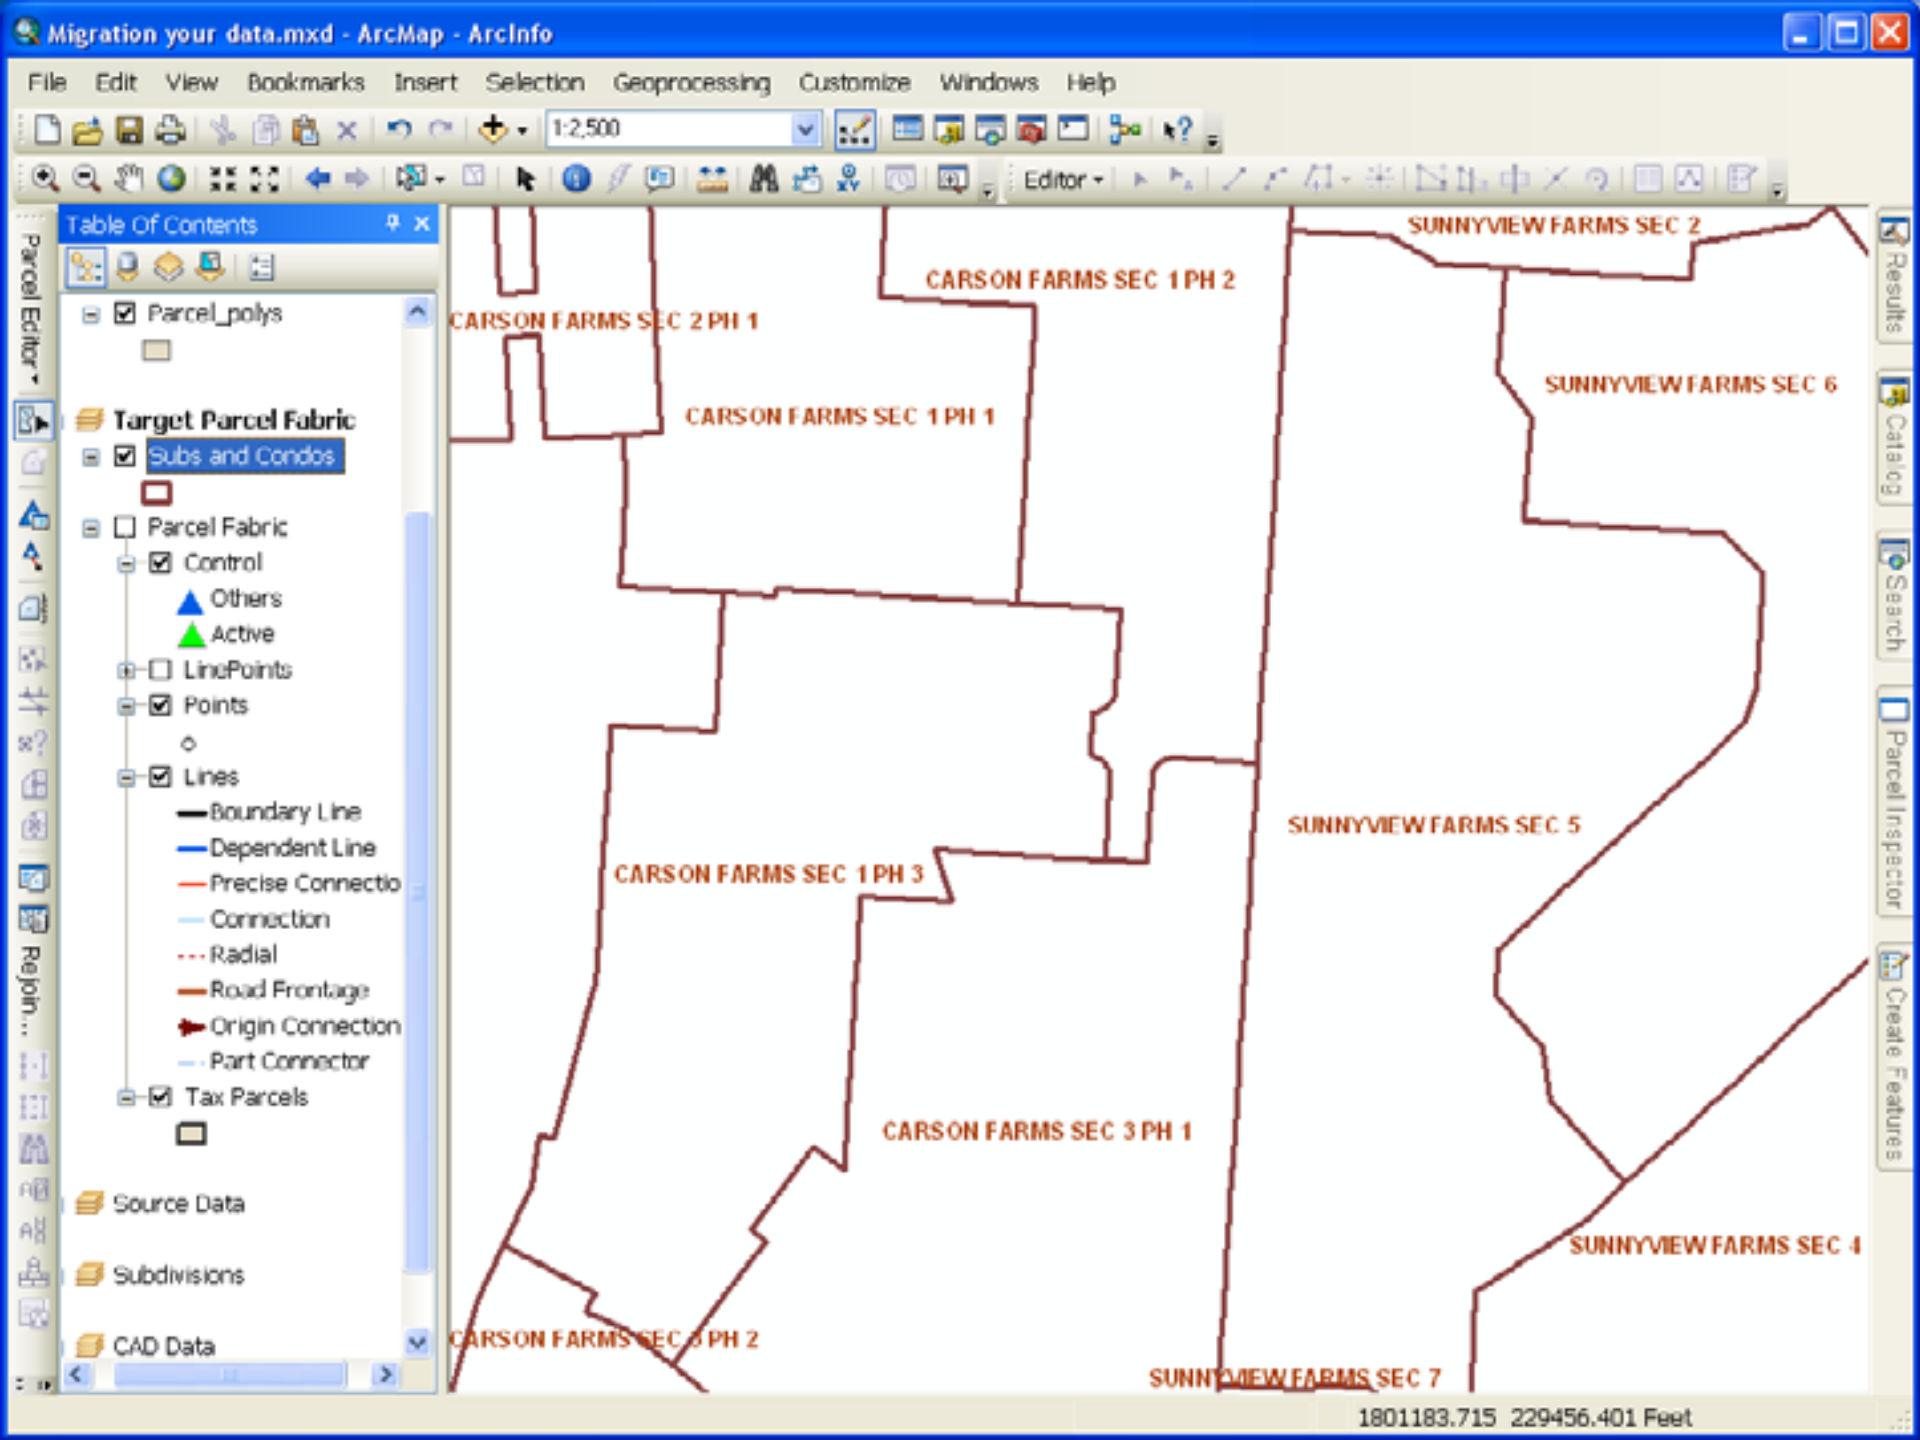 Migration your data.mxd - ArcMap - ArcInfo
File Edit View Bookmarks Insert Selection Geoprocessing Customize Windows Help
1:2,500
Editor
Parcel Editor
Rejoin...
Table Of Contents
Parcel_polys
Target Parcel Fabric
Subs and Condos
Parcel Fabric
Control
Others
Active
LinePoints
Points
Lines
Boundary Line
Dependent Line
Precise Connectio
Connection
Radial
Road Frontage
Origin Connection
Part Connector
Tax Parcels
Source Data
Subdivisions
CAD Data
SUNNYVIEW FARMS SEC 2
CARSON FARMS SEC 1 PH 2
CARSON FARMS SEC 2 PH 1
SUNNYVIEW FARMS SEC 6
CARSON FARMS SEC 1 PH 1
SUNNYVIEW FARMS SEC 5
CARSON FARMS SEC 1 PH 3
CARSON FARMS SEC 3 PH 1
SUNNYVIEW FARMS SEC 4
CARSON FARMS SEC 3 PH 2
SUNNYVIEW FARMS SEC 7
Results
Catalog
Search
Parcel Inspector
Create Features
1801183.715 229456.401 Feet